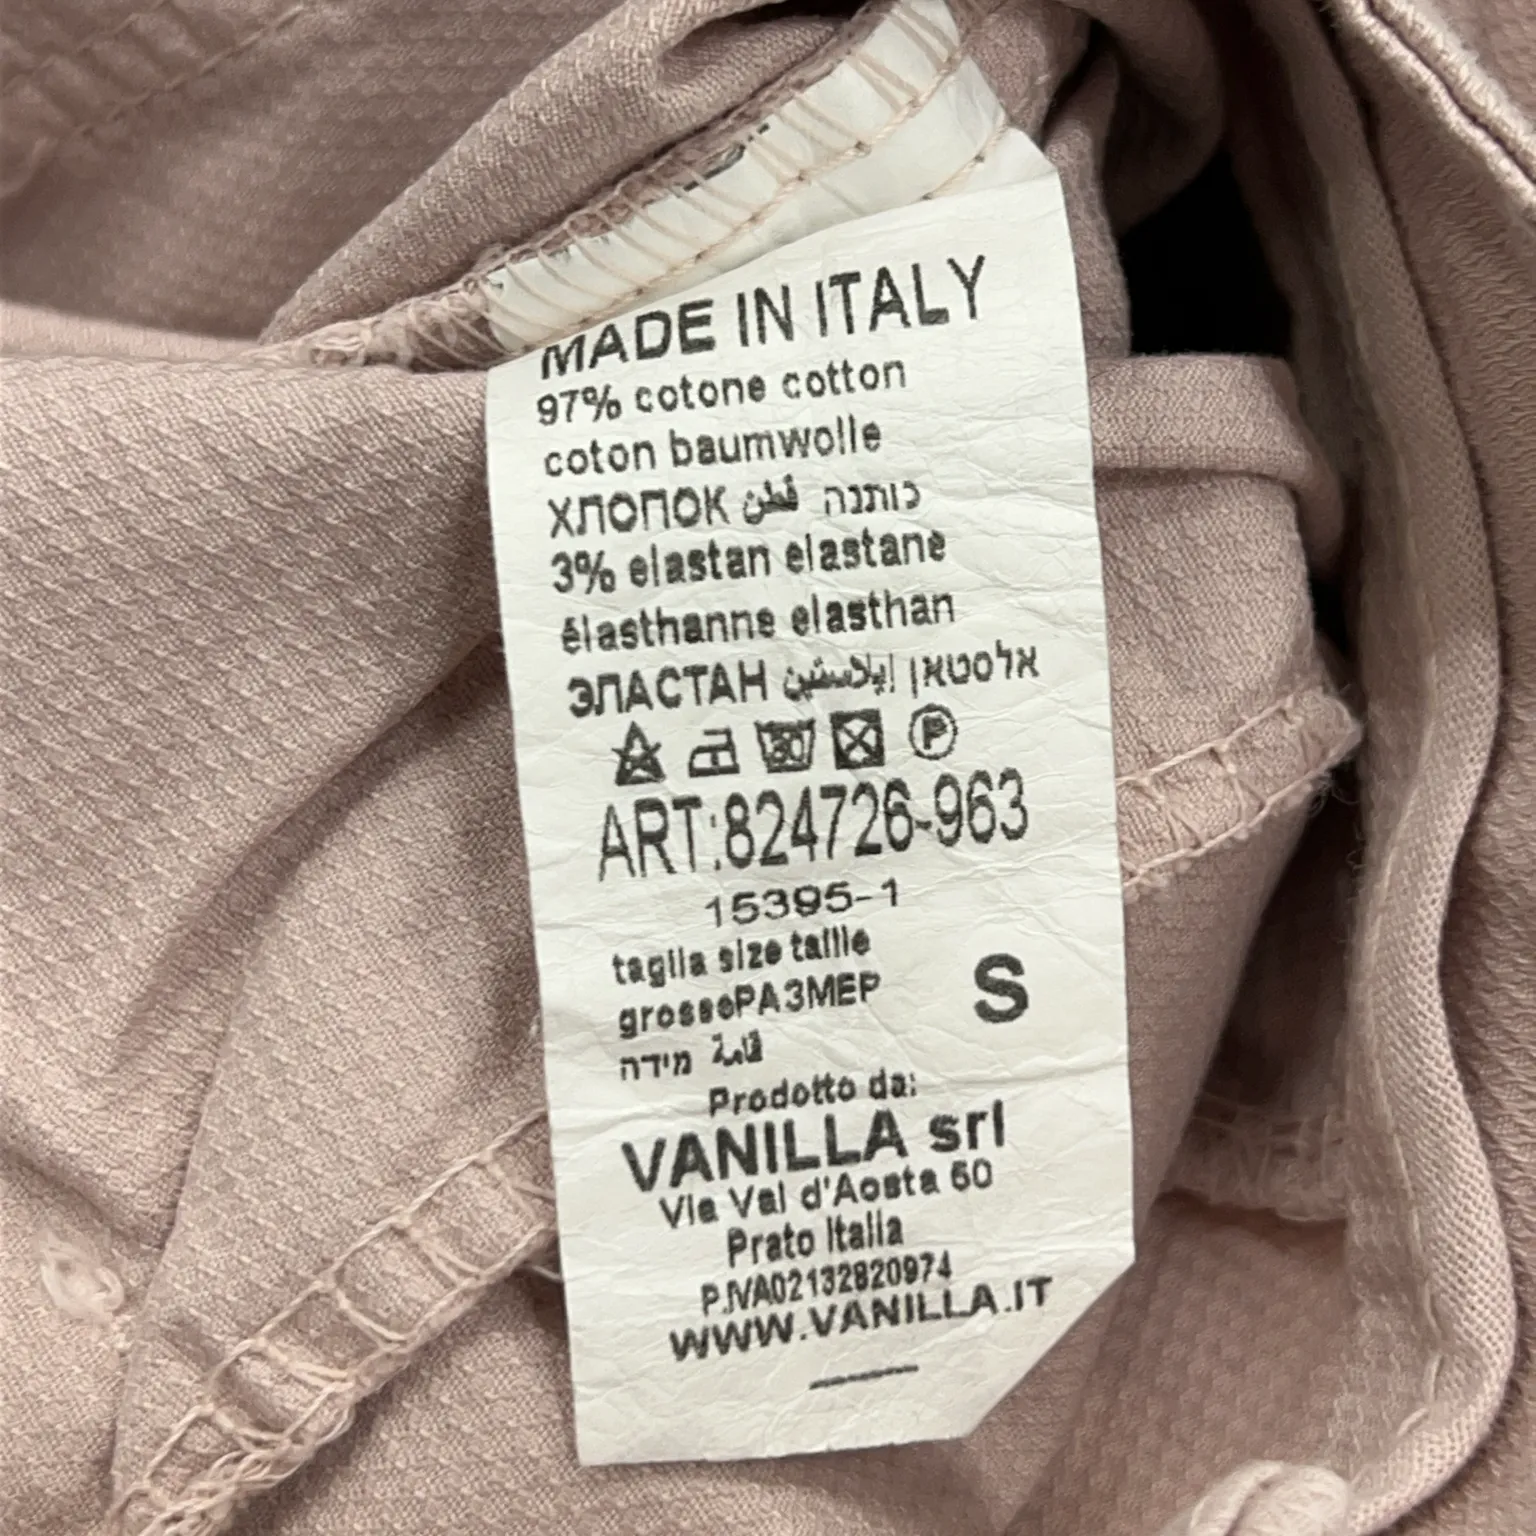 MADE IN ITALY
97% cotone cotton
coton baumwolle
ХЛОПОК قطن כותנה
3% elastan elastane
élasthanne elasthan
ЭЛАСТАН إيلاستين אלסטאן
30 P
ART:824726-963
15395-1
taglia size taille
grosseРАЗМЕР S
מידה قامة
Prodotto da:
VANILLA srl
Via Val d'Aosta 60
Prato Italia
P.IVA02132820974
WWW.VANILLA.IT